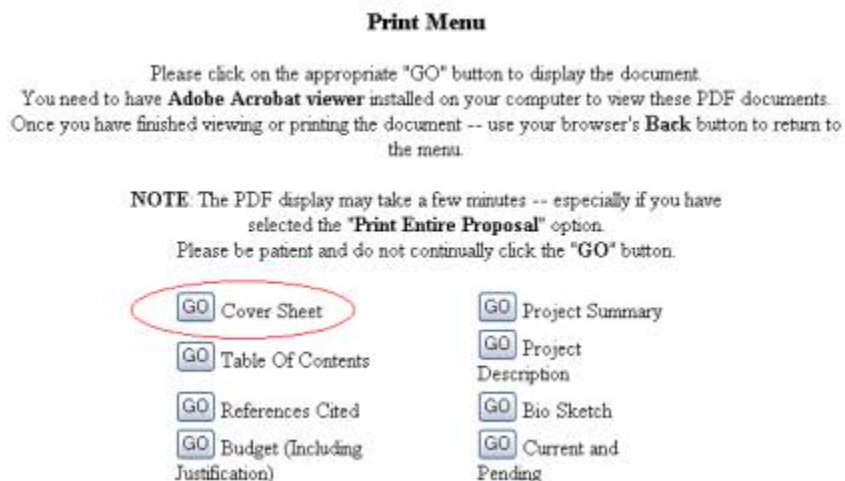 Print Menu
Please click on the appropriate "GO" button to display the document.
You need to have Adobe Acrobat viewer installed on your computer to view these PDF documents.
Once you have finished viewing or printing the document -- use your browser's Back button to return to
the menu.
NOTE: The PDF display may take a few minutes -- especially if you have
selected the "Print Entire Proposal" option.
Please be patient and do not continually click the "GO" button.
GO Cover Sheet
GO Project Summary
GO Table Of Contents
GO Project
Description
GO References Cited
GO Bio Sketch
GO Budget (Including
Justification)
GO Current and
Pending